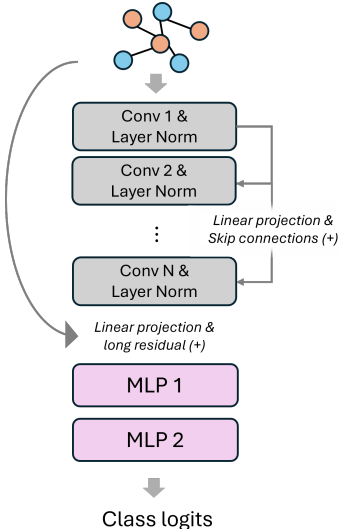 Conv 1 &
Layer Norm
Conv 2 &
Layer Norm
Linear projection &
Skip connections (+)
⋮
Conv N &
Layer Norm
Linear projection &
long residual (+)
MLP 1
MLP 2
Class logits